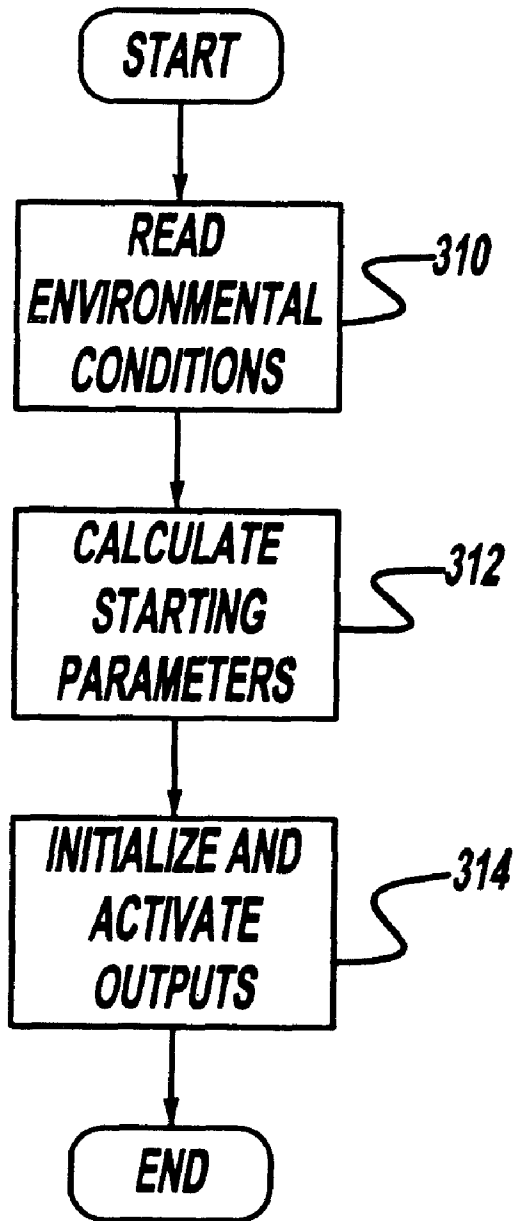 START
READ
ENVIRONMENTAL
CONDITIONS
310
CALCULATE
STARTING
PARAMETERS
312
INITIALIZE AND
ACTIVATE
OUTPUTS
314
END